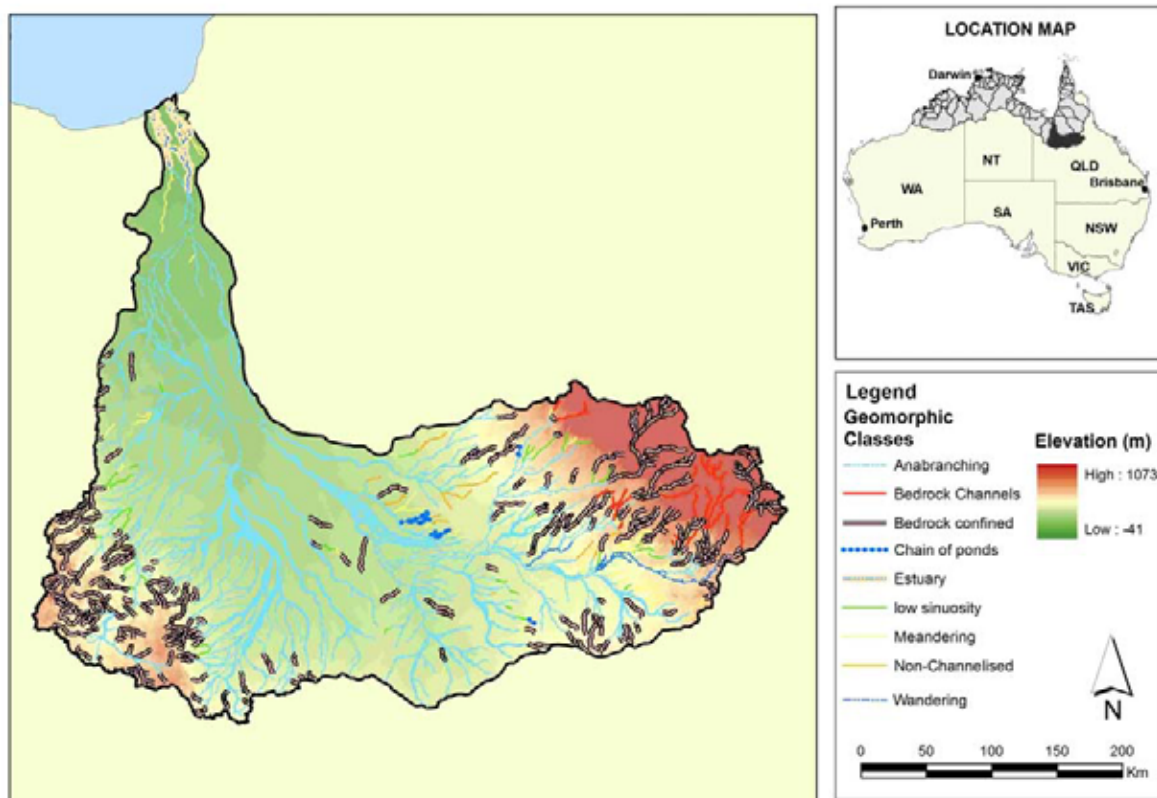 LOCATION MAP
Darwin
NT
QLD
WA
Brisbane
SA
Perth
NSW
VIC
TAS
Legend
Geomorphic
Classes
Elevation (m)
Anabranching
High : 1073
Bedrock Channels
Bedrock confined
Low : -41
Chain of ponds
Estuary
low sinuosity
Meandering
Non-Channelised
Wandering
N
0 50 100 150 200
Km